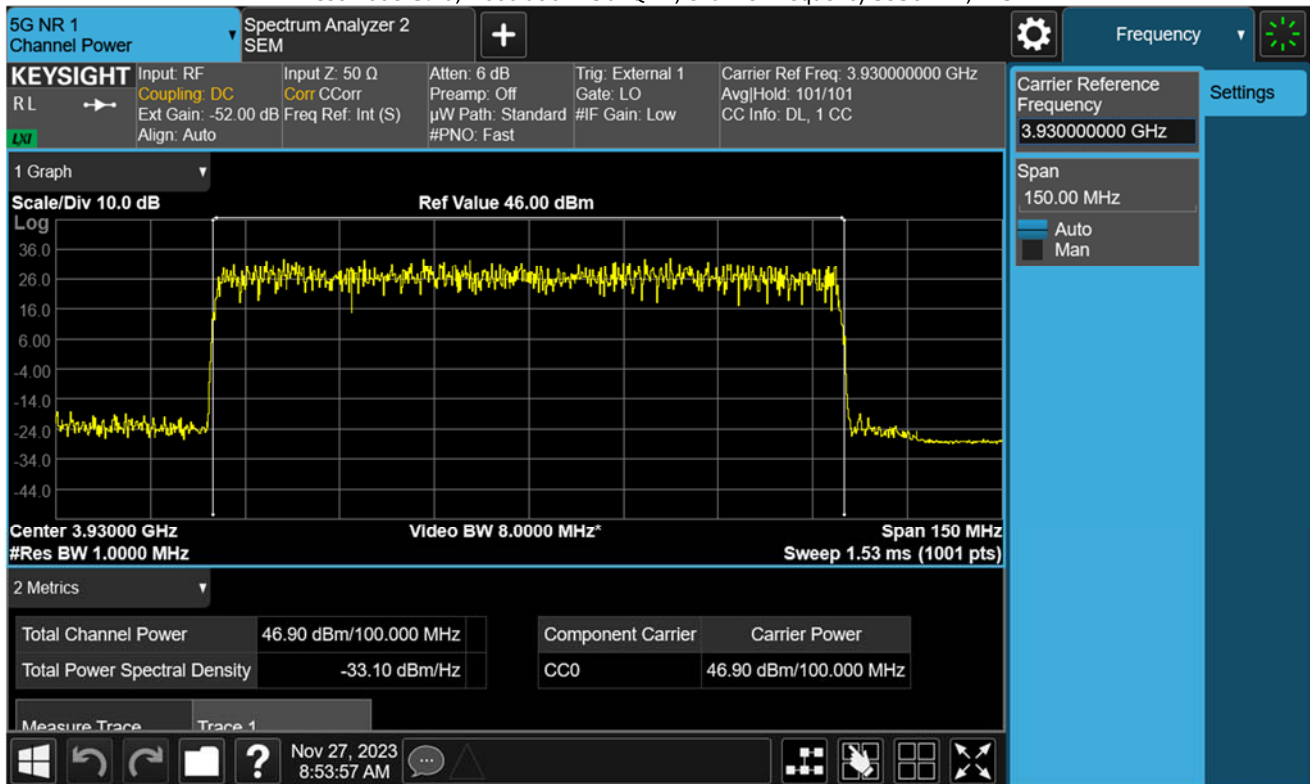 5G NR 1
Channel Power
Spectrum Analyzer 2
SEM
Frequency
KEYSIGHT
R L
LXI
Input: RF
Coupling: DC
Ext Gain: -52.00 dB
Align: Auto
Input Z: 50 Ω
Corr CCorr
Freq Ref: Int (S)
Atten: 6 dB
Preamp: Off
µW Path: Standard
#PNO: Fast
Trig: External 1
Gate: LO
#IF Gain: Low
Carrier Ref Freq: 3.930000000 GHz
Avg|Hold: 101/101
CC Info: DL, 1 CC
Carrier Reference
Frequency
3.930000000 GHz
Settings
Span
150.00 MHz
Auto
Man
1 Graph
Scale/Div 10.0 dB
Ref Value 46.00 dBm
Log
36.0
26.0
16.0
6.00
-4.00
-14.0
-24.0
-34.0
-44.0
Center 3.93000 GHz
Video BW 8.0000 MHz*
Span 150 MHz
#Res BW 1.0000 MHz
Sweep 1.53 ms (1001 pts)
2 Metrics
Total Channel Power 46.90 dBm/100.000 MHz
Total Power Spectral Density -33.10 dBm/Hz
Component Carrier Carrier Power
CC0 46.90 dBm/100.000 MHz
Measure Trace Trace 1
Nov 27, 2023
8:53:57 AM